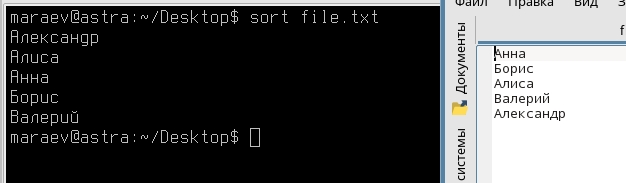 maraev@astra:~/Desktop$ sort file.txt
Александр
Алиса
Анна
Борис
Валерий
maraev@astra:~/Desktop$
Файл Правка Вид
f
Документы
системы
Анна
Борис
Алиса
Валерий
Александр